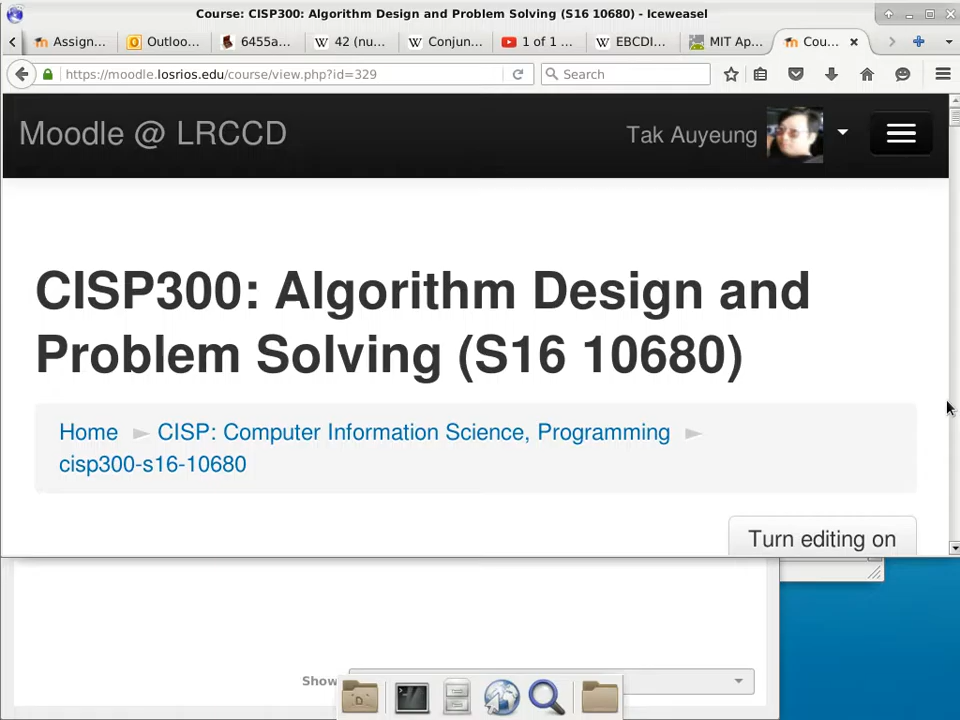 Course: CISP300: Algorithm Design and Problem Solving (S16 10680) - Iceweasel
Assign... Outloo... 6455a... 42 (nu... Conjun... 1 of 1 ... EBCDI... MIT Ap... Cou...
https://moodle.losrios.edu/course/view.php?id=329 Search
Moodle @ LRCCD Tak Auyeung
CISP300: Algorithm Design and
Problem Solving (S16 10680)
Home CISP: Computer Information Science, Programming
cisp300-s16-10680
Turn editing on
Show